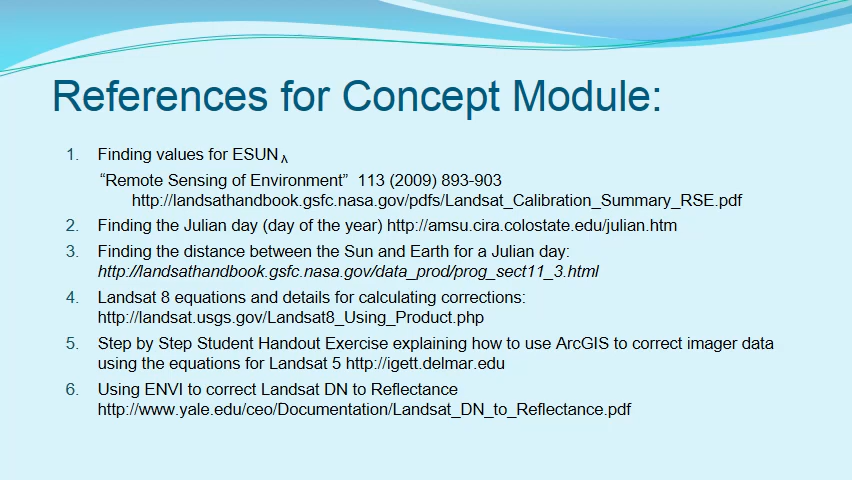 References for Concept Module:
1. Finding values for ESUNλ
“Remote Sensing of Environment” 113 (2009) 893-903
http://landsathandbook.gsfc.nasa.gov/pdfs/Landsat_Calibration_Summary_RSE.pdf
2. Finding the Julian day (day of the year) http://amsu.cira.colostate.edu/julian.htm
3. Finding the distance between the Sun and Earth for a Julian day:
http://landsathandbook.gsfc.nasa.gov/data_prod/prog_sect11_3.html
4. Landsat 8 equations and details for calculating corrections:
http://landsat.usgs.gov/Landsat8_Using_Product.php
5. Step by Step Student Handout Exercise explaining how to use ArcGIS to correct imager data
using the equations for Landsat 5 http://igett.delmar.edu
6. Using ENVI to correct Landsat DN to Reflectance
http://www.yale.edu/ceo/Documentation/Landsat_DN_to_Reflectance.pdf